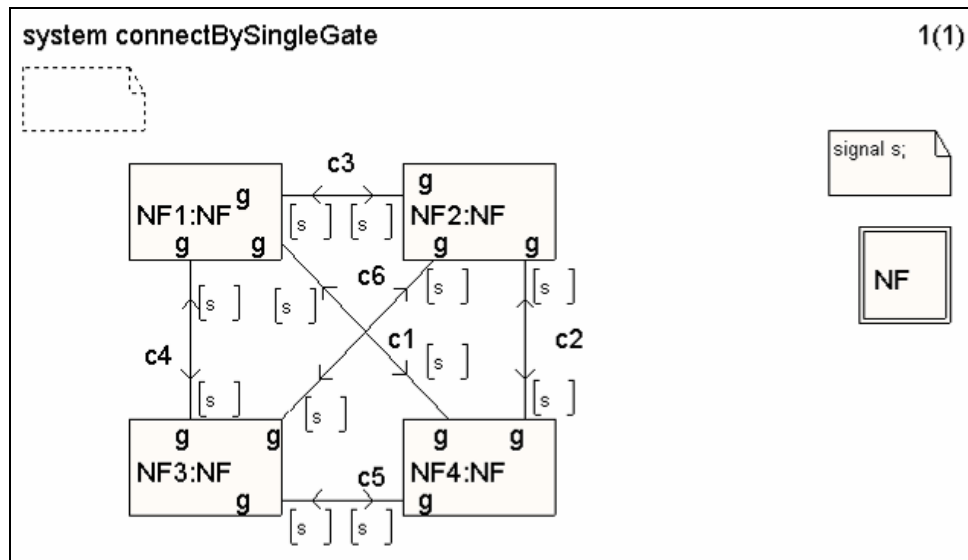 system connectBySingleGate
1(1)
signal s;
c3
g
g
NF1:NF
NF2:NF
[s ] [s ]
g g
g g
c6
NF
[s ] [s ] [s ] [s ]
c1
c2
c4
[s ]
[s ] [s ] [s ]
g g
g g
NF3:NF
c5
NF4:NF
g
g
[s ] [s ]